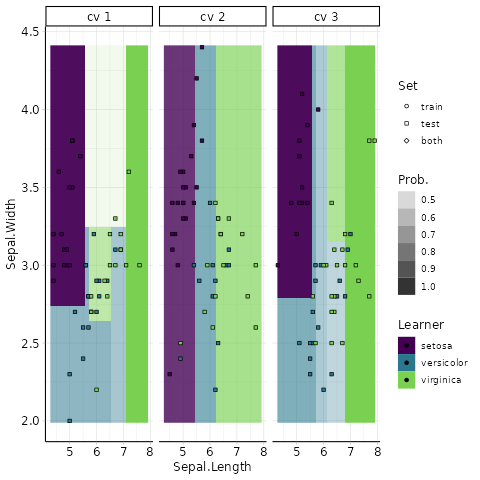 cv 1 cv 2 cv 3
4.5
4.0
3.5
3.0
2.5
2.0
Sepal.Width
5 6 7 8 5 6 7 8 5 6 7 8
Sepal.Length
Set
train
test
both
Prob.
0.5
0.6
0.7
0.8
0.9
1.0
Learner
setosa
versicolor
virginica